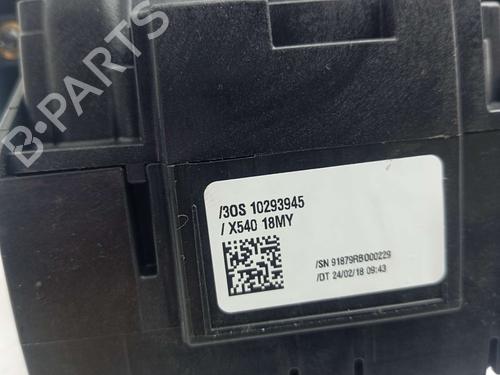 B-PARTS
/3OS 10293945
/ X540 18MY
/SN 91879RB000229
/DT 24/02/18 09:43